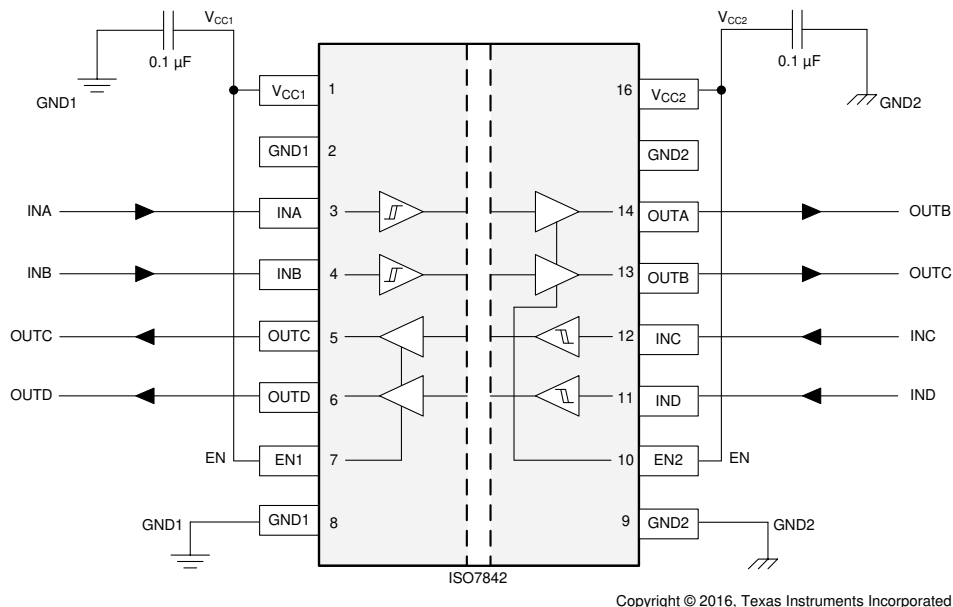 VCC1
VCC2
0.1 µF
0.1 µF
GND1
GND2
VCC1 1
16 VCC2
GND1 2
GND2
INA
INA 3
14 OUTA
OUTB
INB
INB 4
13 OUTB
OUTC
OUTC
OUTC 5
12 INC
INC
OUTD
OUTD 6
11 IND
IND
EN
EN1 7
10 EN2
EN
GND1
GND1 8
9 GND2
GND2
ISO7842
Copyright © 2016, Texas Instruments Incorporated